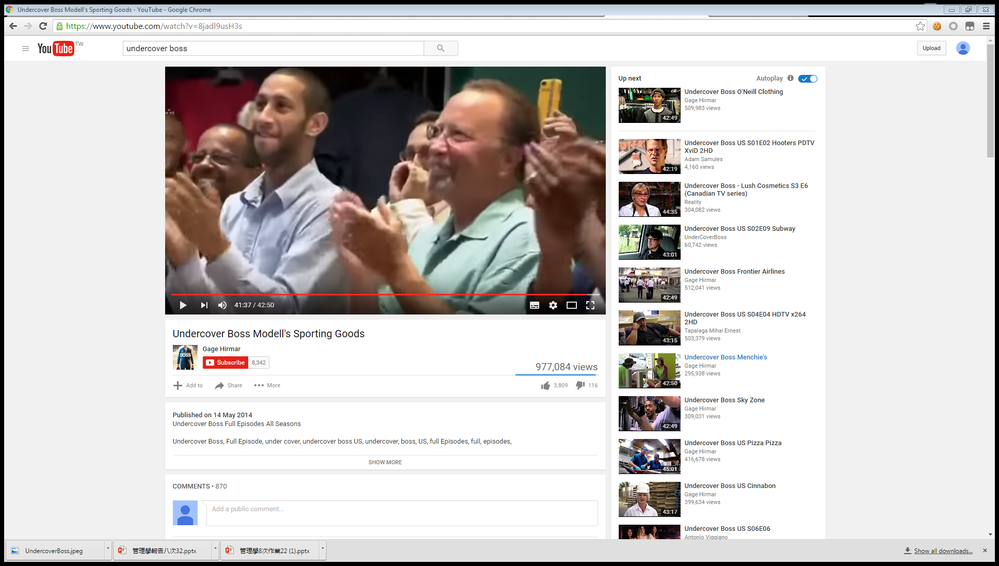 Undercover Boss Modell's Sporting Goods - YouTube - Google Chrome
https://www.youtube.com/watch?v=8jadl9usH3s
YouTube TW
undercover boss
Upload
41:37 / 42:50
Undercover Boss Modell's Sporting Goods
BOSS
Gage Hirmar
Subscribe 8,342
977,084 views
Add to
Share
More
3,809
116
Published on 14 May 2014
Undercover Boss Full Episodes All Seasons
Undercover Boss, Full Episode, under cover, undercover boss US, undercover, boss, US, full Episodes, full, episodes,
SHOW MORE
COMMENTS • 870
Add a public comment...
Up next
Autoplay
Undercover Boss O'Neill Clothing
Gage Hirmar
509,983 views
42:49
Undercover Boss US S01E02 Hooters PDTV
XviD 2HD
Adam Samules
4,160 views
42:19
Undercover Boss - Lush Cosmetics S3 E6
(Canadian TV series)
Reality
304,082 views
44:35
Undercover Boss US S02E09 Subway
UnderCoverBoss
60,742 views
43:01
Undercover Boss Frontier Airlines
Gage Hirmar
512,041 views
42:49
Undercover Boss US S04E04 HDTV x264
2HD
Tapalaga Mihai Ernest
503,379 views
43:15
Undercover Boss Menchie's
Gage Hirmar
295,938 views
42:50
Undercover Boss Sky Zone
Gage Hirmar
309,031 views
42:49
Undercover Boss US Pizza Pizza
Gage Hirmar
416,678 views
45:01
Undercover Boss US Cinnabon
Gage Hirmar
399,634 views
43:17
Undercover Boss US S06E06
Antonio Viggiano
UndercoverBoss.jpeg
管理學報告八次32.pptx
管理學8次作業22 (1).pptx
Show all downloads...